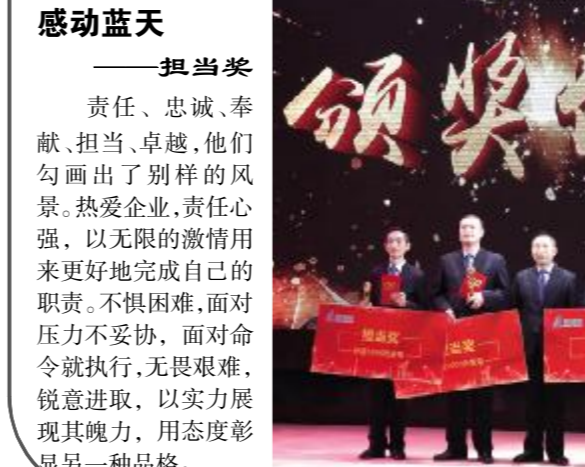 感动蓝天
——担当奖
责任、忠诚、奉
献、担当、卓越,他们
勾画出了别样的风
景。热爱企业,责任心
强，以无限的激情用
来更好地完成自己的
职责。不惧困难,面对
压力不妥协，面对命
令就执行,无畏艰难,
锐意进取，以实力展
现其魄力，用态度彰
显另一种品格。
颁奖
担当奖